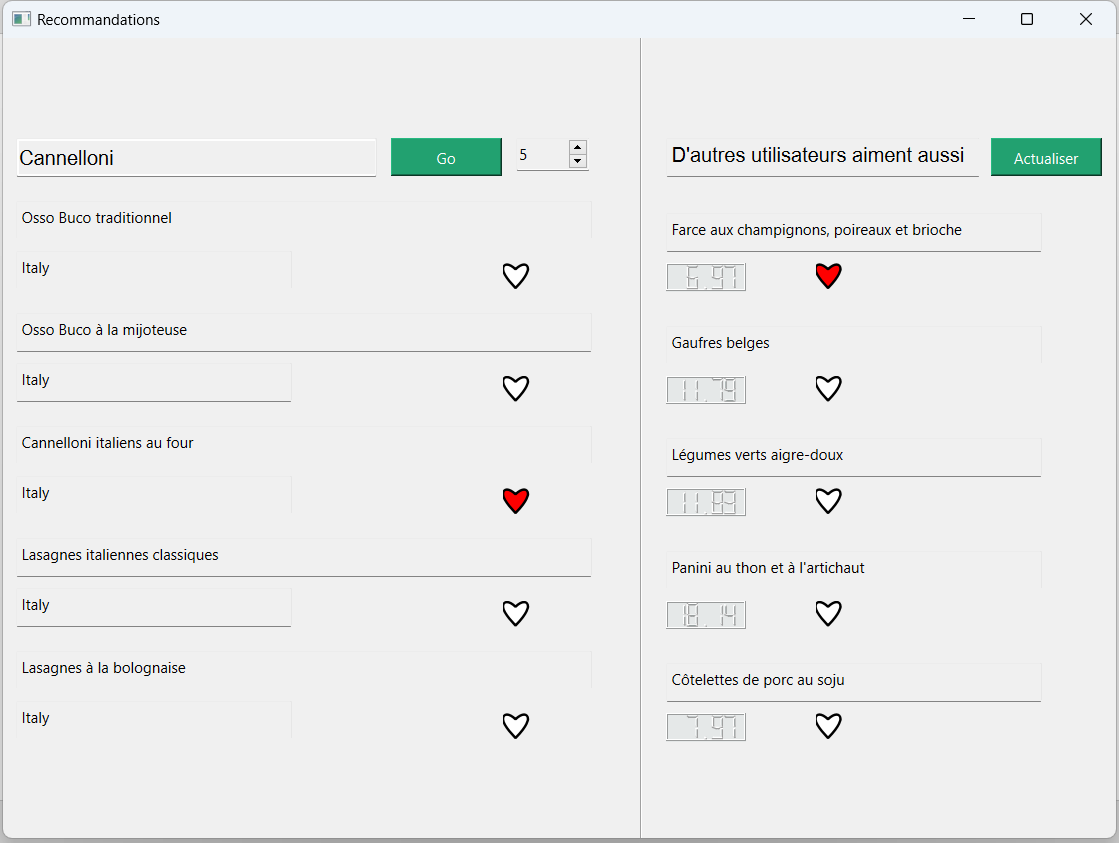 Recommandations
Cannelloni
Go
5
Osso Buco traditionnel
Italy
Osso Buco à la mijoteuse
Italy
Cannelloni italiens au four
Italy
Lasagnes italiennes classiques
Italy
Lasagnes à la bolognaise
Italy
D'autres utilisateurs aiment aussi
Actualiser
Farce aux champignons, poireaux et brioche
6.97
Gaufres belges
11.79
Légumes verts aigre-doux
Panini au thon et à l'artichaut
18.14
Côtelettes de porc au soju
7.97